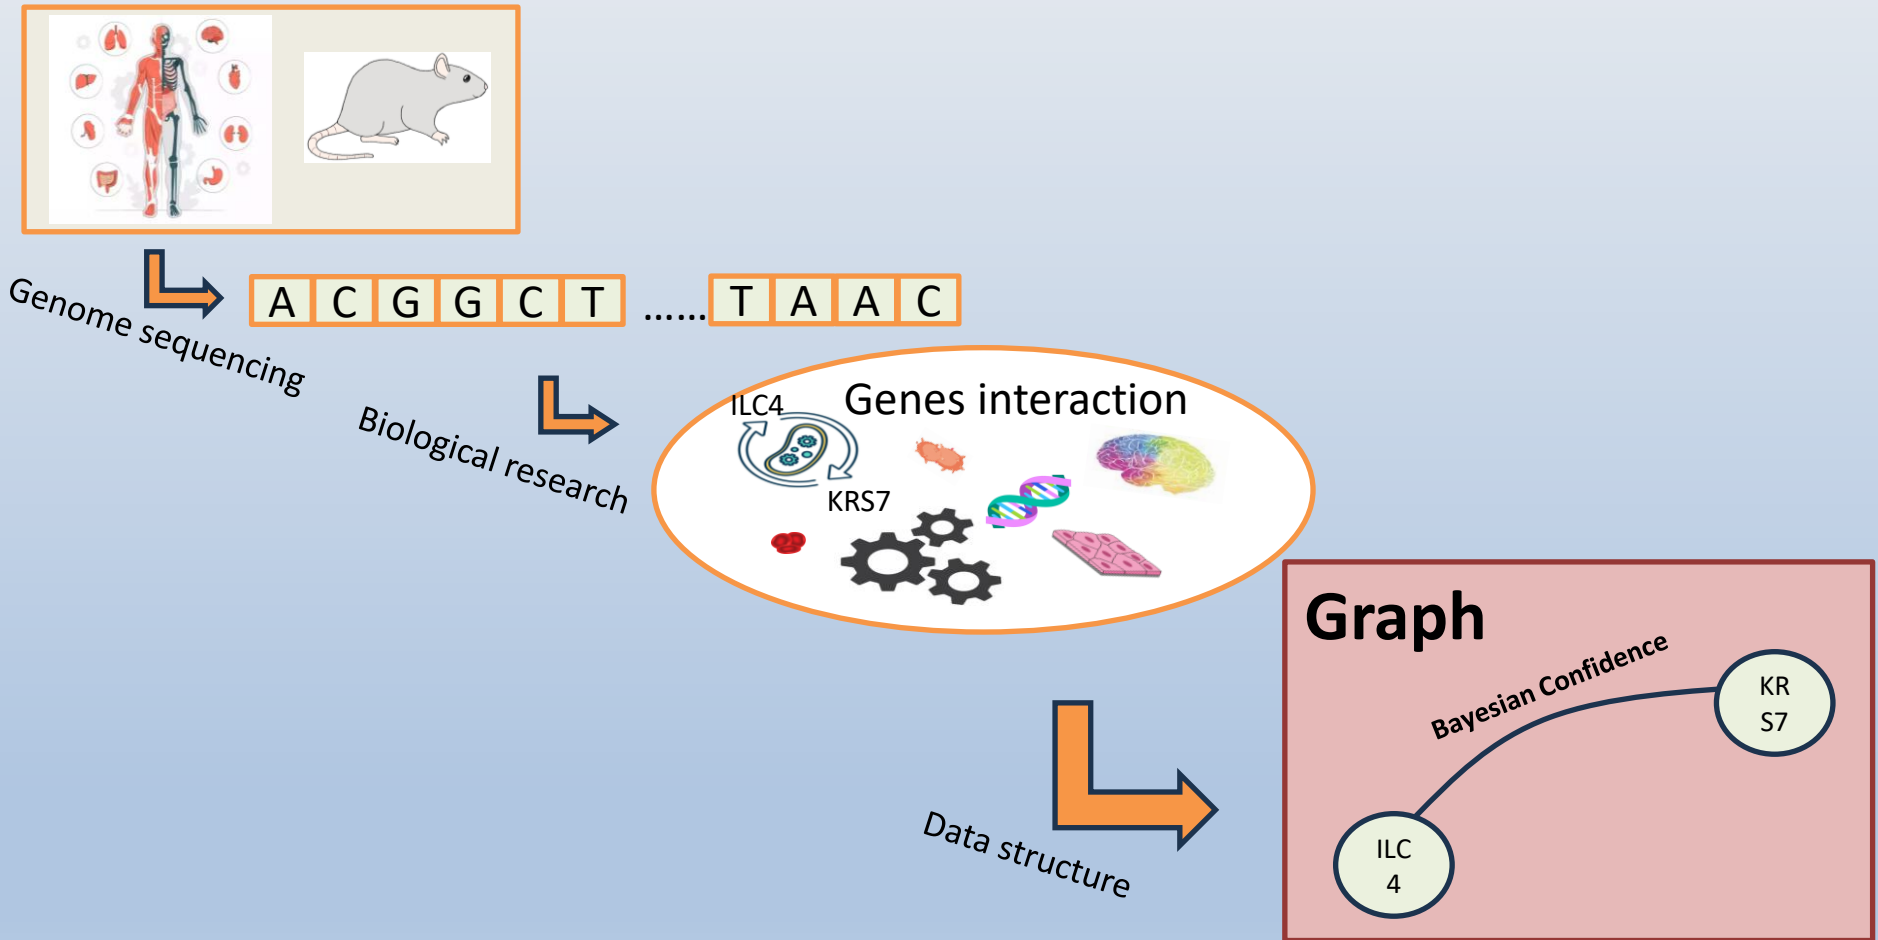 Genome sequencing
A C G G C T ...... T A A C
Biological research
Genes interaction
ILC4
KRS7
Data structure
Graph
Bayesian Confidence
KR
S7
ILC
4